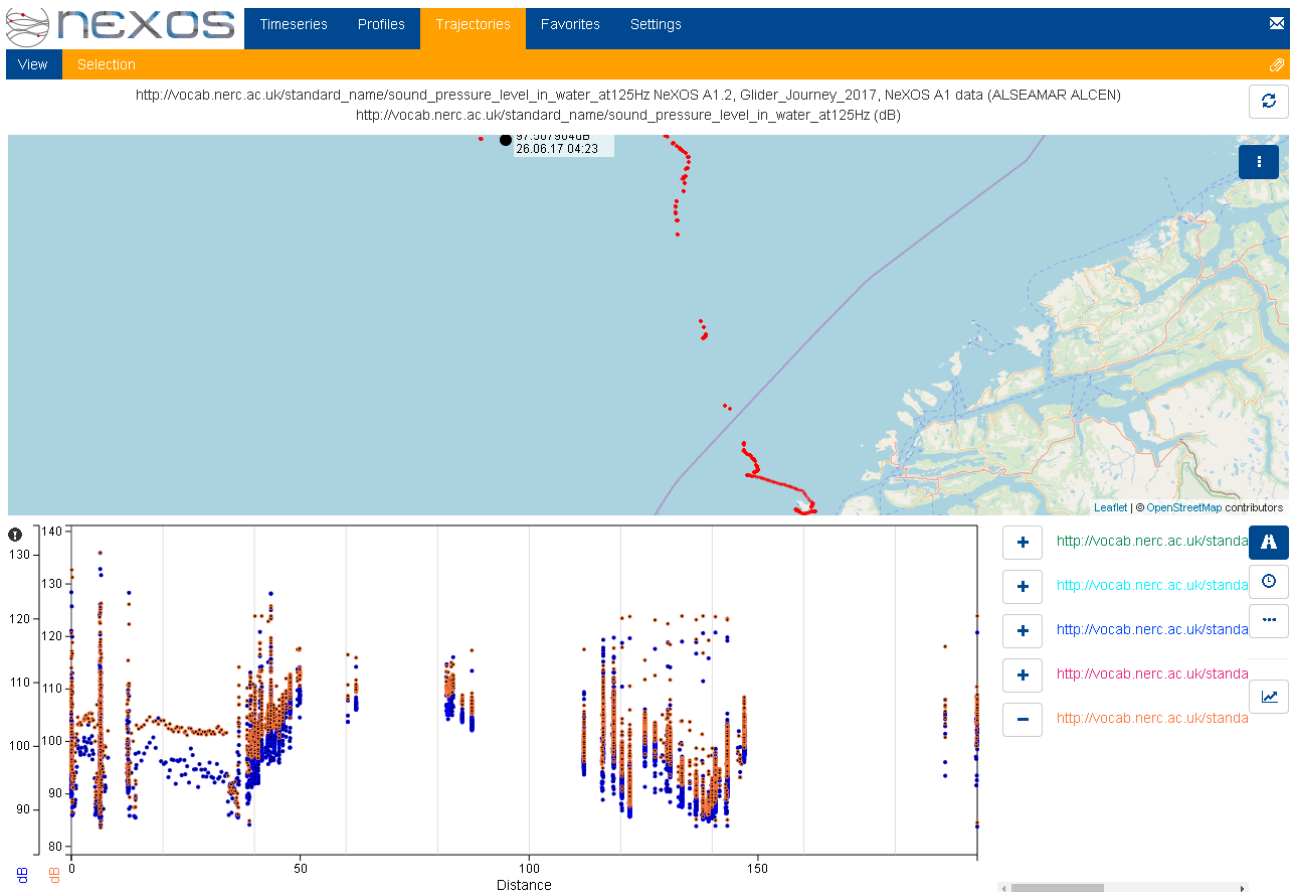 nexos
Timeseries Profiles Trajectories Favorites Settings
View Selection
http://vocab.nerc.ac.uk/standard_name/sound_pressure_level_in_water_at125Hz NeXOS A1.2, Glider_Journey_2017, NeXOS A1 data (ALSEAMAR ALCEN)
http://vocab.nerc.ac.uk/standard_name/sound_pressure_level_in_water_at125Hz (dB)
97.507904dB
26.06.17 04:23
Leaflet | © OpenStreetMap contributors
140
130
130
120
120
110
110
100
100
90
90
80
dB
dB
0 50 100 150
Distance
http://vocab.nerc.ac.uk/standa
http://vocab.nerc.ac.uk/standa
http://vocab.nerc.ac.uk/standa
http://vocab.nerc.ac.uk/standa
http://vocab.nerc.ac.uk/standa